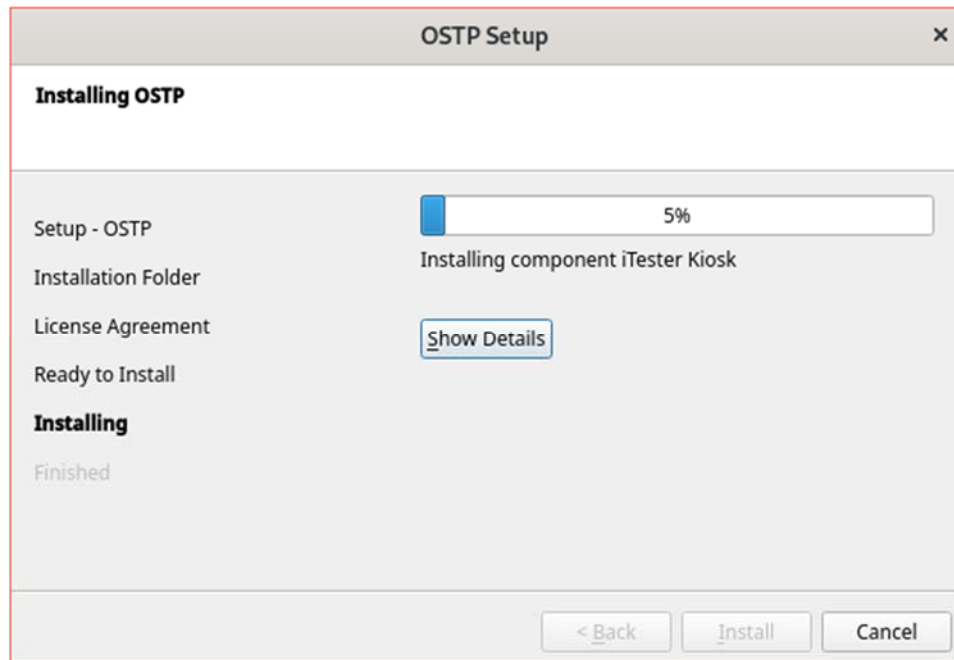 OSTP Setup ×
Installing OSTP
Setup - OSTP
Installation Folder
License Agreement
Ready to Install
Installing
Finished
5%
Installing component iTester Kiosk
Show Details
< Back Install Cancel